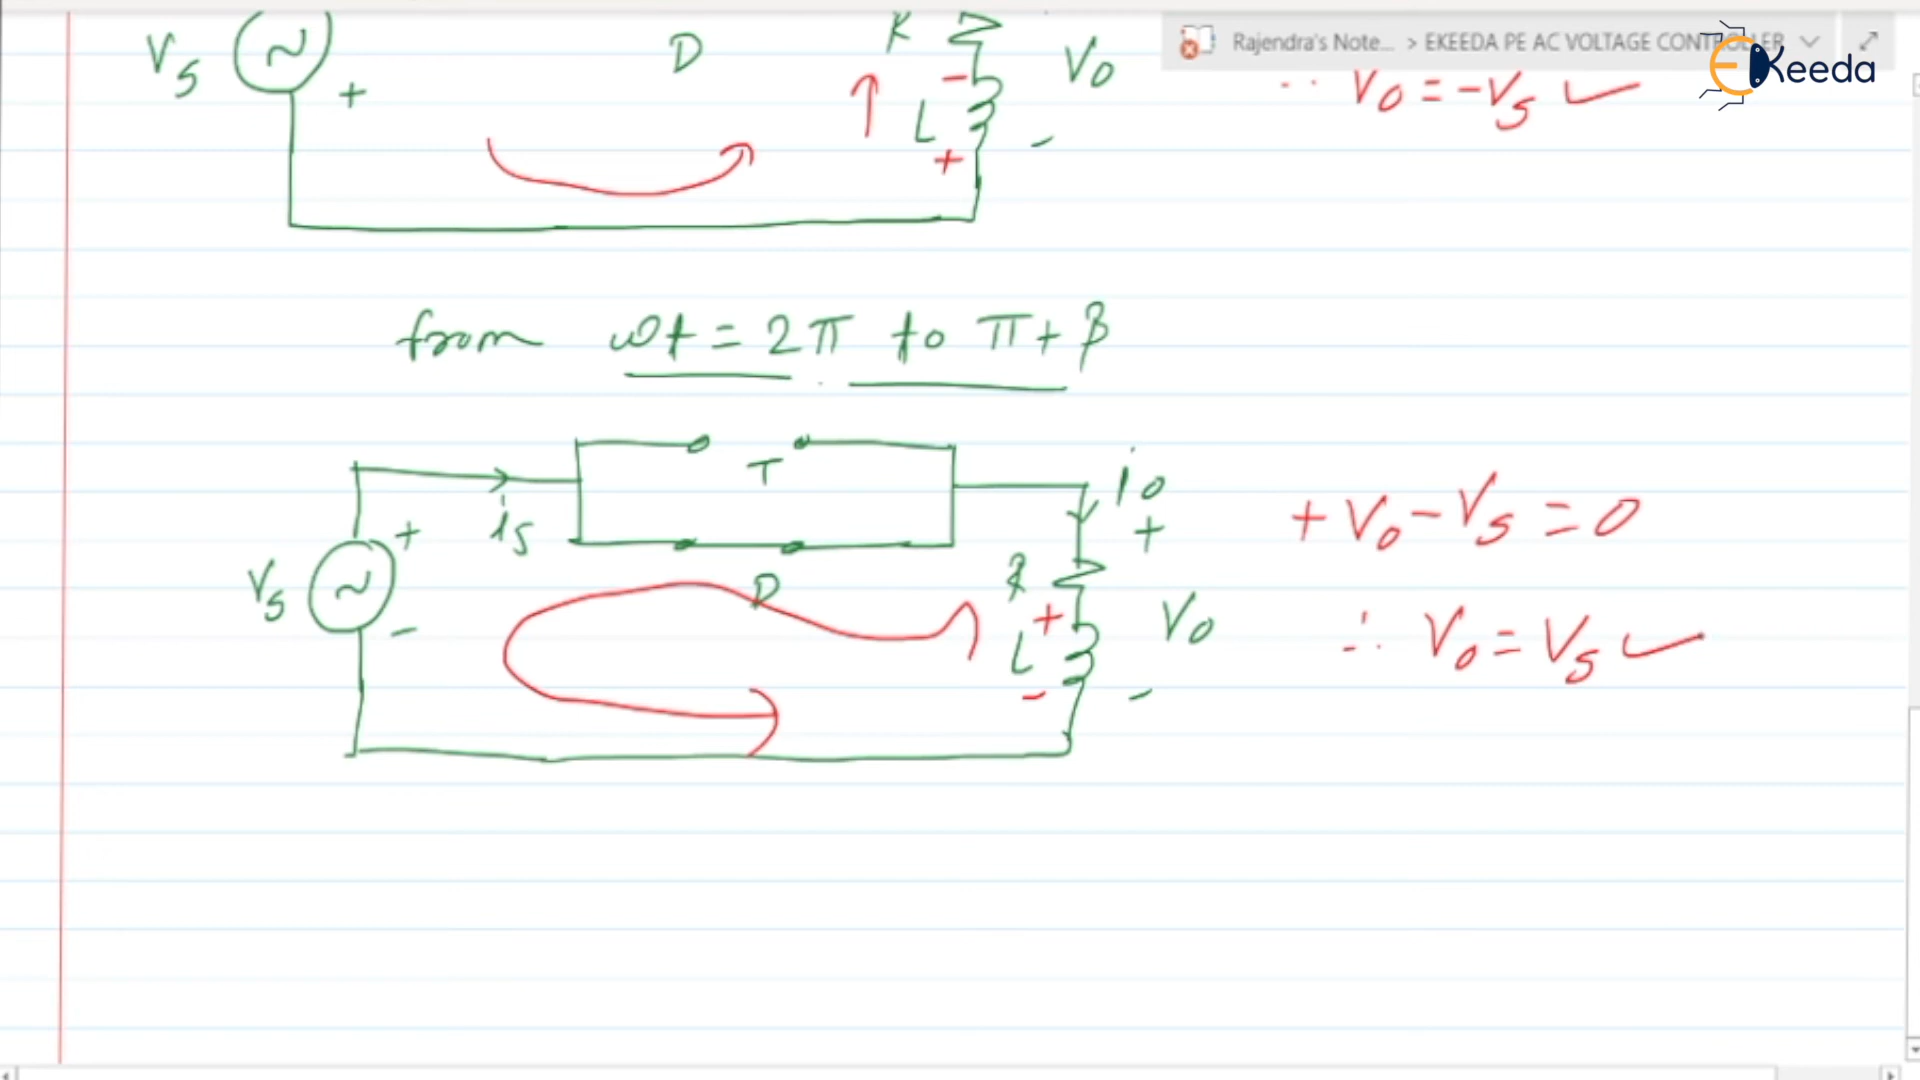 Rajendra's Note... > EKEEDA PE AC VOLTAGE CONTROLLER
EKeeda
Vs ~ +
D
R - L + Vo -
∴ Vo = -Vs ✓
from ωt = 2π to π + β
is
T
D
Vs ~ + -
io
+ R + L - Vo -
+ Vo - Vs = 0
∴ Vo = Vs ✓